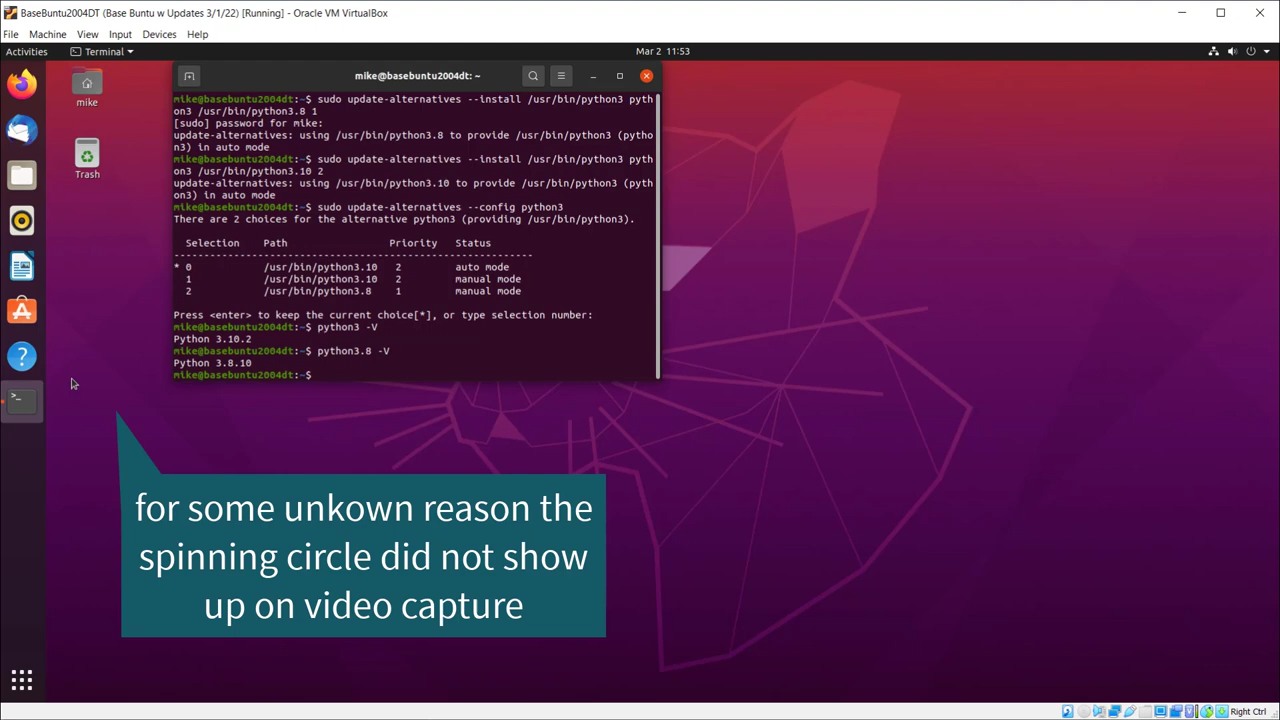 BaseBuntu2004DT (Base Buntu w Updates 3/1/22) [Running] - Oracle VM VirtualBox
File Machine View Input Devices Help
Activities Terminal Mar 2 11:53
mike@basebuntu2004dt: ~
mike
Trash
mike@basebuntu2004dt:~$ sudo update-alternatives --install /usr/bin/python3 pyth
on3 /usr/bin/python3.8 1
[sudo] password for mike:
update-alternatives: using /usr/bin/python3.8 to provide /usr/bin/python3 (pytho
n3) in auto mode
mike@basebuntu2004dt:~$ sudo update-alternatives --install /usr/bin/python3 pyth
on3 /usr/bin/python3.10 2
update-alternatives: using /usr/bin/python3.10 to provide /usr/bin/python3 (pyth
on3) in auto mode
mike@basebuntu2004dt:~$ sudo update-alternatives --config python3
There are 2 choices for the alternative python3 (providing /usr/bin/python3).
Selection Path Priority Status
------------------------------------------------------------
* 0 /usr/bin/python3.10 2 auto mode
1 /usr/bin/python3.10 2 manual mode
2 /usr/bin/python3.8 1 manual mode
Press <enter> to keep the current choice[*], or type selection number:
mike@basebuntu2004dt:~$ python3 -V
Python 3.10.2
mike@basebuntu2004dt:~$ python3.8 -V
Python 3.8.10
mike@basebuntu2004dt:~$
for some unkown reason the
spinning circle did not show
up on video capture
Right Ctrl